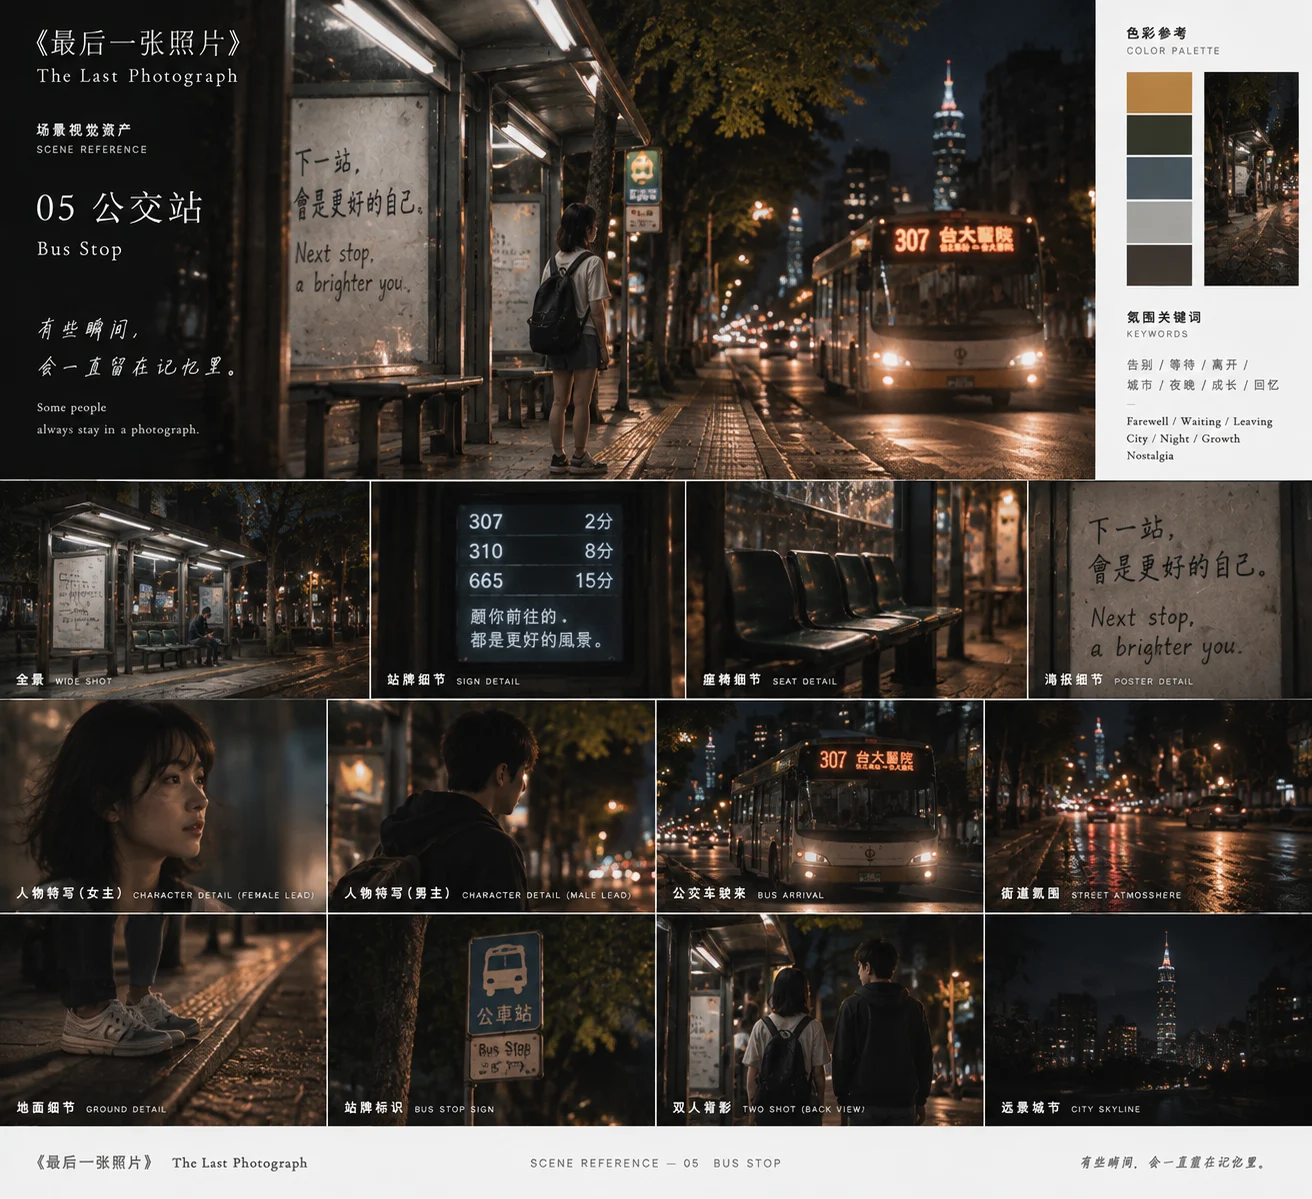 《最后一张照片》
The Last Photograph
场景视觉资产
SCENE REFERENCE
05 公交站
Bus Stop
有些瞬间,
会一直留在记忆里。
Some people
always stay in a photograph.
下一站,
會是更好的自己。
Next stop,
a brighter you.
307 台大醫院
色彩参考
COLOR PALETTE
氛围关键词
KEYWORDS
告别 / 等待 / 离开 /
城市 / 夜晚 / 成长 / 回忆
Farewell / Waiting / Leaving
City / Night / Growth
Nostalgia
全景 WIDE SHOT
307 2分
310 8分
665 15分
願你前往的.
都是更好的風景。
站牌细节 SIGN DETAIL
座椅细节 SEAT DETAIL
下一站,
會是更好的自己。
Next stop,
a brighter you.
海报细节 POSTER DETAIL
人物特写(女主) CHARACTER DETAIL (FEMALE LEAD)
人物特写(男主) CHARACTER DETAIL (MALE LEAD)
307 台大醫院
公交车驶来 BUS ARRIVAL
街道氛围 STREET ATMOSSHERE
地面细节 GROUND DETAIL
公車站
Bus Stop
站牌标识 BUS STOP SIGN
双人背影 TWO SHOT (BACK VIEW)
远景城市 CITY SKYLINE
《最后一张照片》 The Last Photograph
SCENE REFERENCE — 05 BUS STOP
有些瞬间, 会一直留在记忆里。